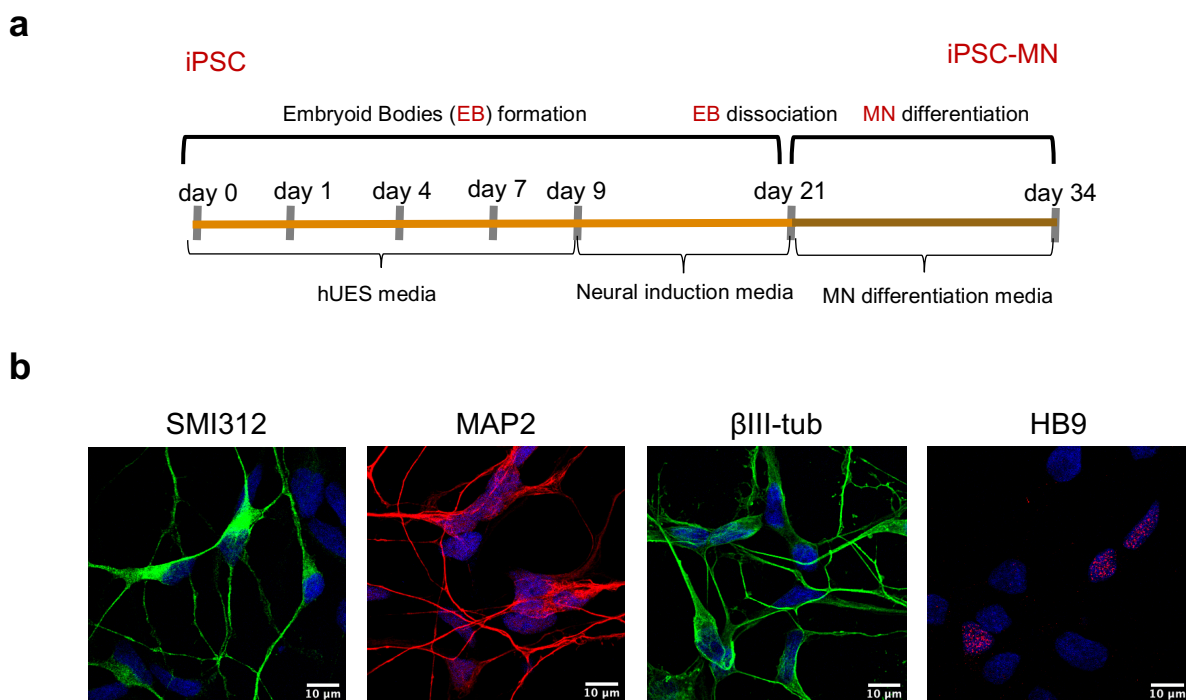 a
iPSC
iPSC-MN
Embryoid Bodies (EB) formation
EB dissociation
MN differentiation
day 0
day 1
day 4
day 7
day 9
day 21
day 34
hUES media
Neural induction media
MN differentiation media
b
SMI312
MAP2
βIII-tub
HB9
10 µm
10 µm
10 µm
10 µm